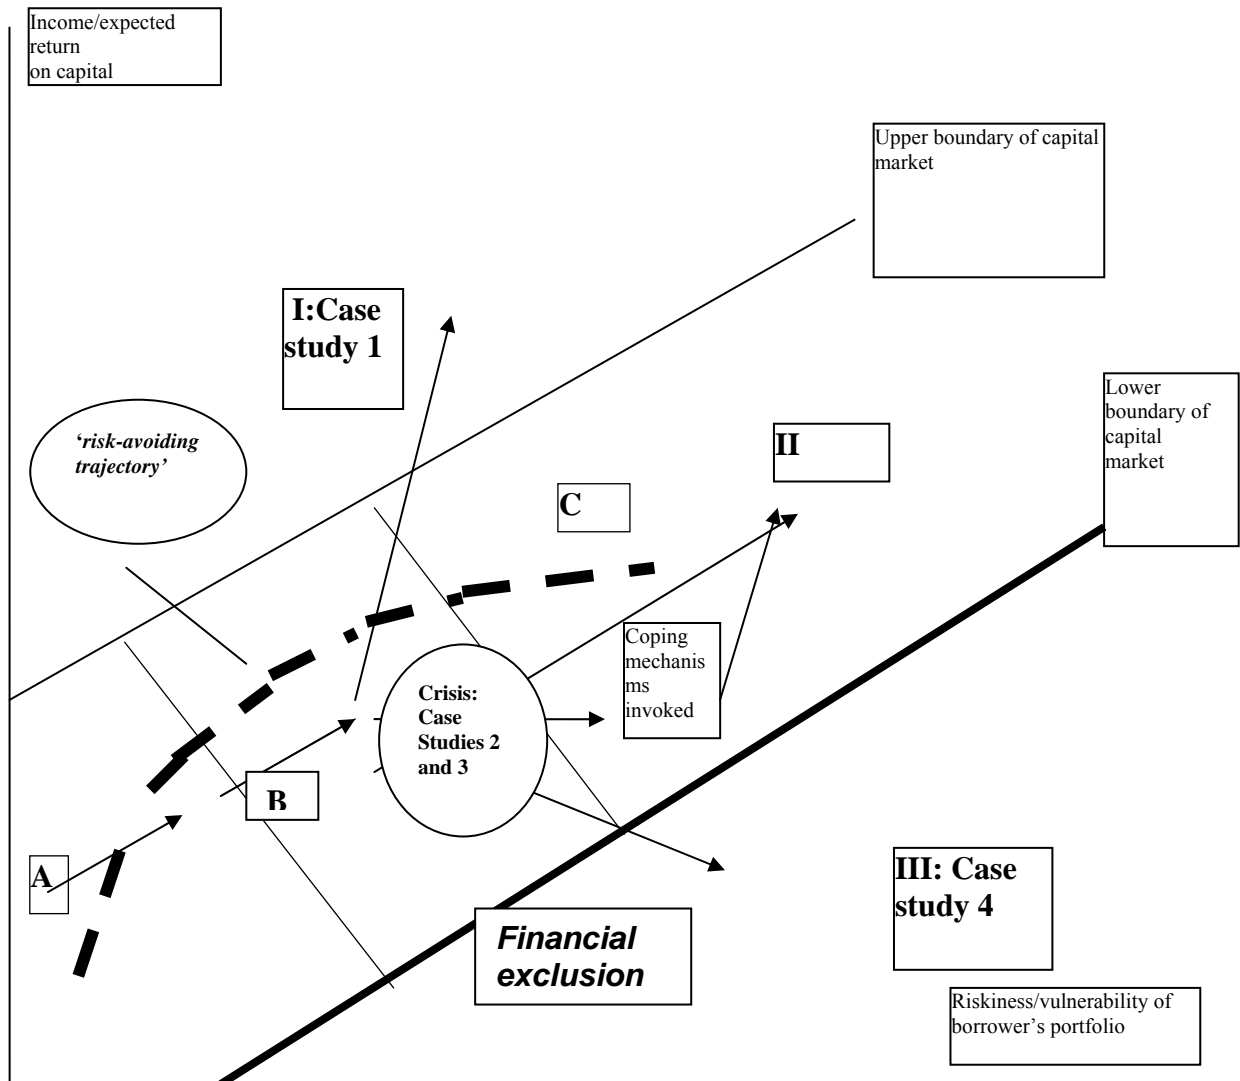 Income/expected
return
on capital
Upper boundary of capital
market
I:Case
study 1
Lower
boundary of
capital
market
‘risk-avoiding
trajectory’
II
C
Coping
mechanis
ms
invoked
Crisis:
Case
Studies 2
and 3
B
A
III: Case
study 4
Financial
exclusion
Riskiness/vulnerability of
borrower’s portfolio